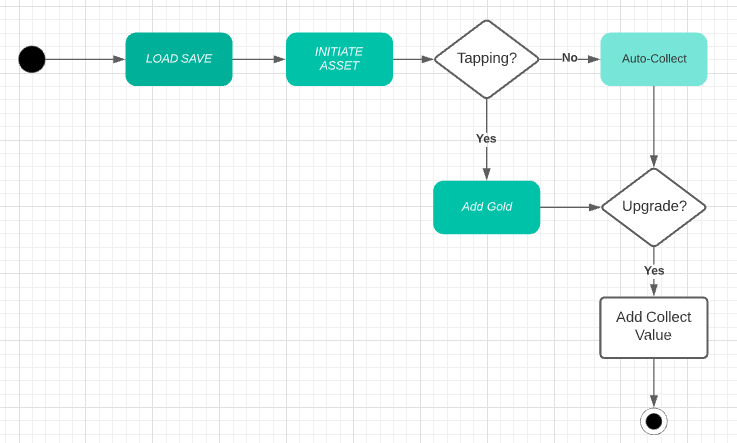 LOAD SAVE
INITIATE
ASSET
Tapping?
No
Auto-Collect
Yes
Add Gold
Upgrade?
Yes
Add Collect
Value